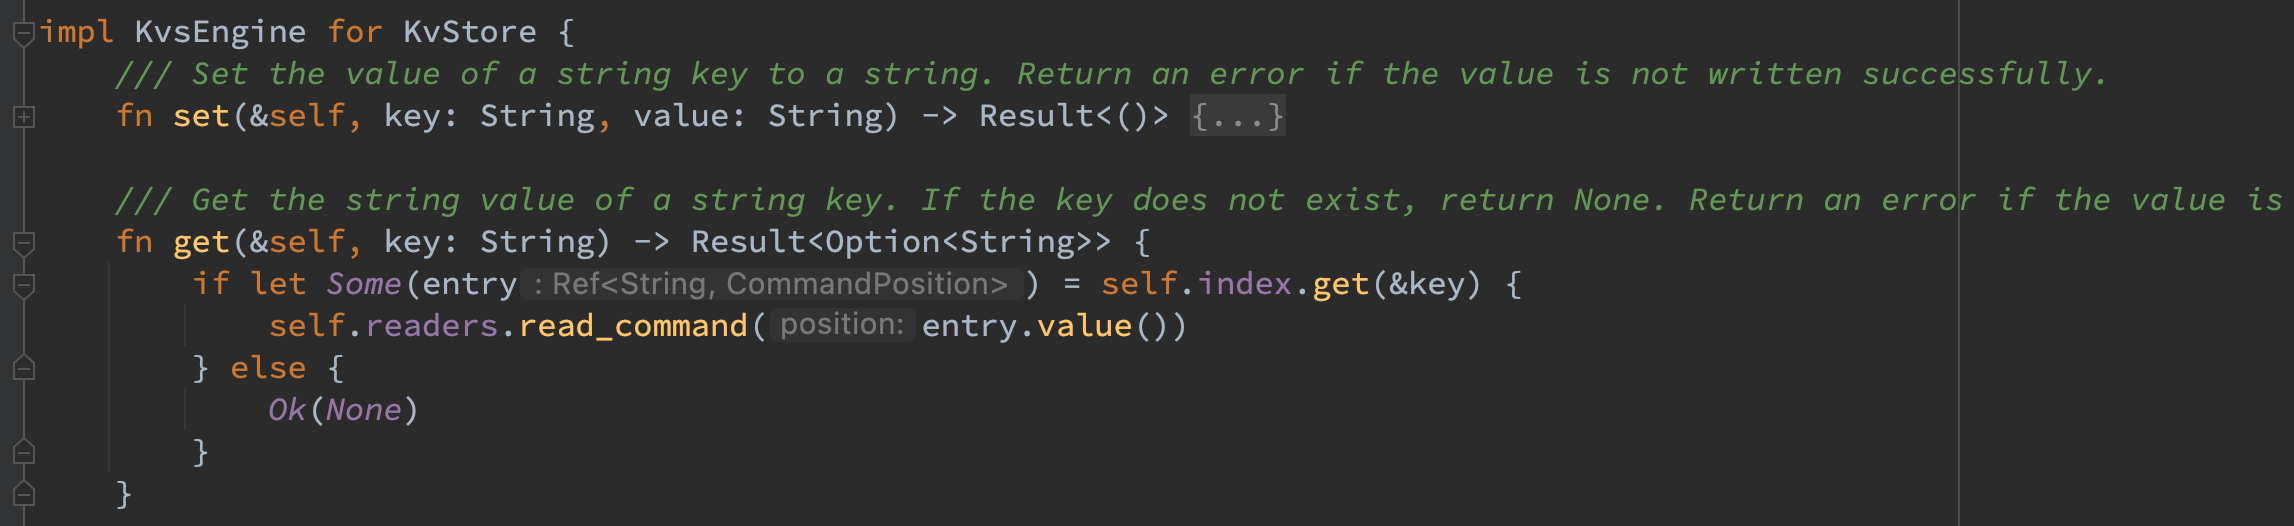 impl KvsEngine for KvStore {
/// Set the value of a string key to a string. Return an error if the value is not written successfully.
fn set(&self, key: String, value: String) -> Result<()> {...}
/// Get the string value of a string key. If the key does not exist, return None. Return an error if the value is
fn get(&self, key: String) -> Result<Option<String>> {
if let Some(entry : Ref<String, CommandPosition> ) = self.index.get(&key) {
self.readers.read_command( position: entry.value())
} else {
Ok(None)
}
}